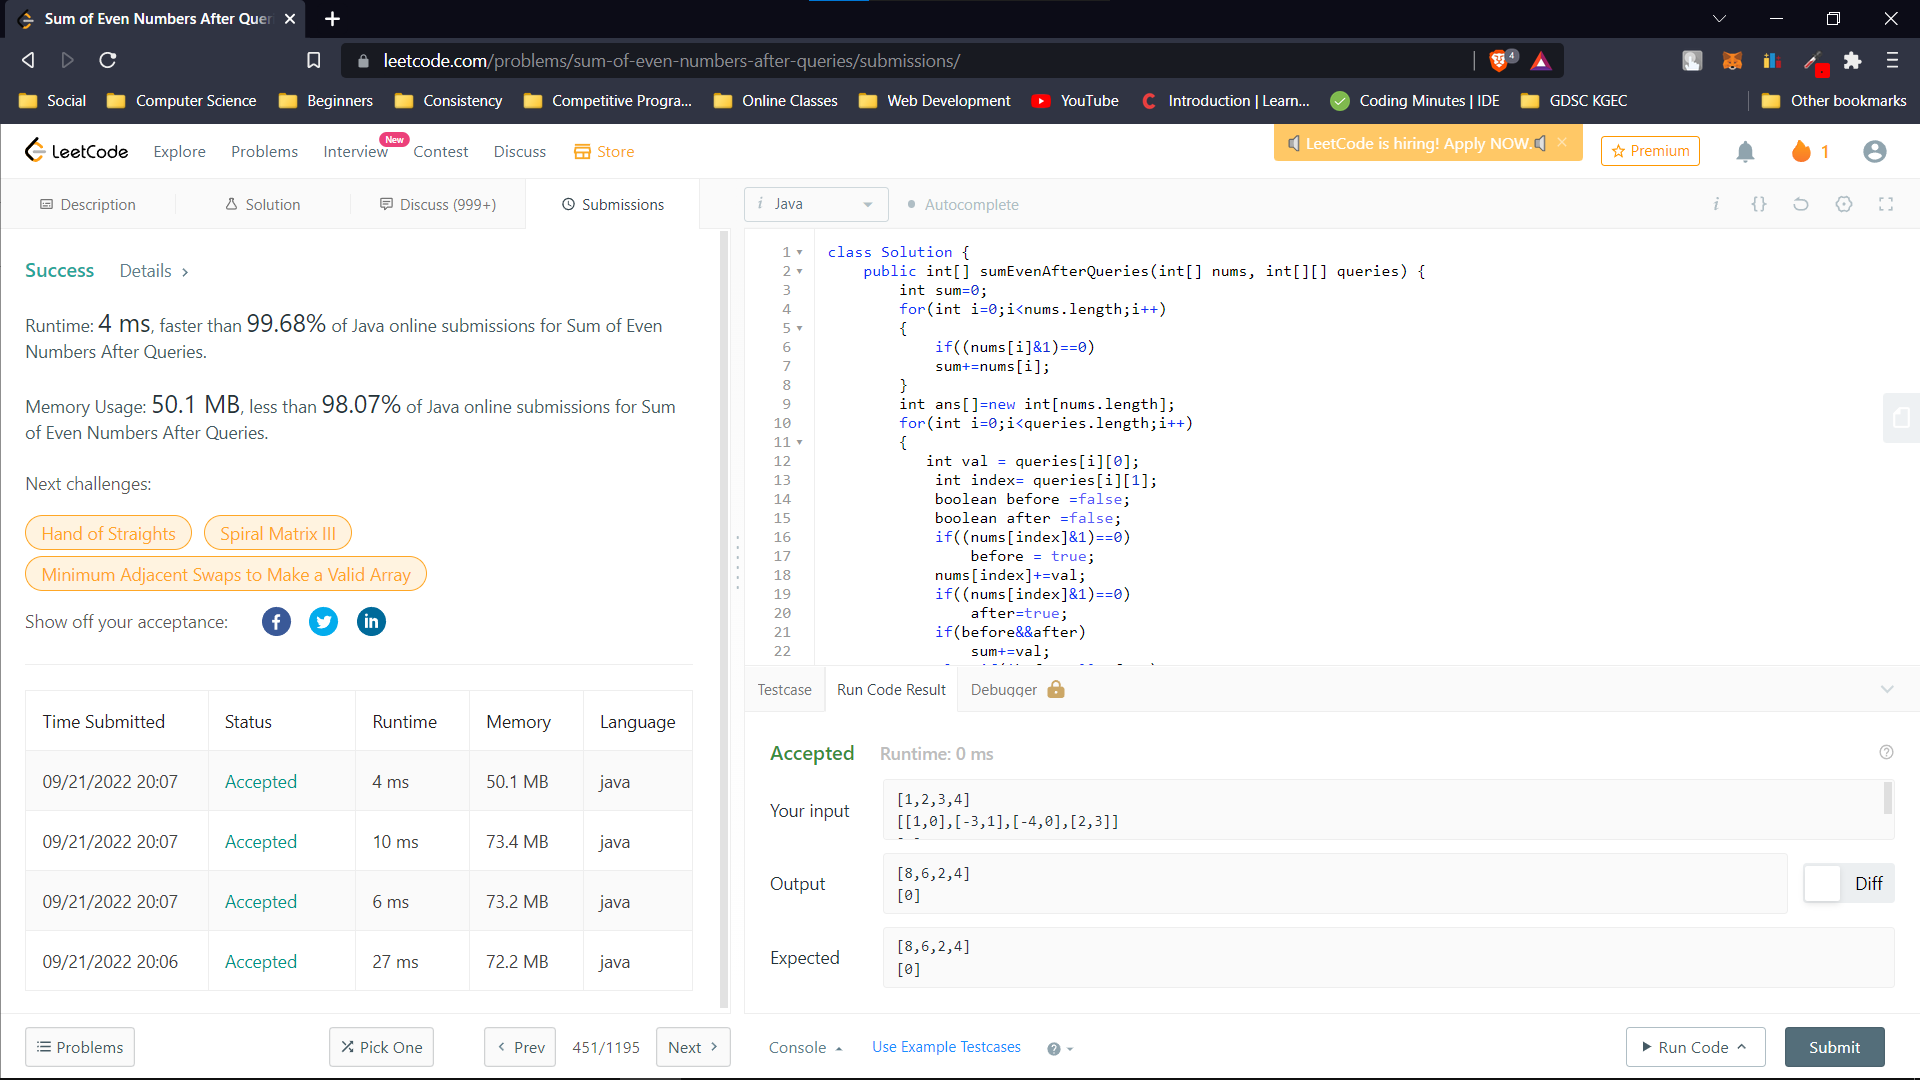 Sum of Even Numbers After Quer
leetcode.com/problems/sum-of-even-numbers-after-queries/submissions/
4
Social
Computer Science
Beginners
Consistency
Competitive Progra...
Online Classes
Web Development
YouTube
Introduction | Learn...
Coding Minutes | IDE
GDSC KGEC
Other bookmarks
LeetCode
Explore
Problems
Interview
New
Contest
Discuss
Store
LeetCode is hiring! Apply NOW.
Premium
1
Description
Solution
Discuss (999+)
Submissions
i Java
Autocomplete
i
{}
Success
Details >
Runtime: 4 ms, faster than 99.68% of Java online submissions for Sum of Even
Numbers After Queries.
Memory Usage: 50.1 MB, less than 98.07% of Java online submissions for Sum
of Even Numbers After Queries.
Next challenges:
Hand of Straights
Spiral Matrix III
Minimum Adjacent Swaps to Make a Valid Array
Show off your acceptance:
Time Submitted Status Runtime Memory Language
09/21/2022 20:07 Accepted 4 ms 50.1 MB java
09/21/2022 20:07 Accepted 10 ms 73.4 MB java
09/21/2022 20:07 Accepted 6 ms 73.2 MB java
09/21/2022 20:06 Accepted 27 ms 72.2 MB java
Problems
Pick One
< Prev
451/1195
Next >
1 class Solution {
2 public int[] sumEvenAfterQueries(int[] nums, int[][] queries) {
3 int sum=0;
4 for(int i=0;i<nums.length;i++)
5 {
6 if((nums[i]&1)==0)
7 sum+=nums[i];
8 }
9 int ans[]=new int[nums.length];
10 for(int i=0;i<queries.length;i++)
11 {
12 int val = queries[i][0];
13 int index= queries[i][1];
14 boolean before =false;
15 boolean after =false;
16 if((nums[index]&1)==0)
17 before = true;
18 nums[index]+=val;
19 if((nums[index]&1)==0)
20 after=true;
21 if(before&&after)
22 sum+=val;
Testcase
Run Code Result
Debugger
Accepted
Runtime: 0 ms
Your input
[1,2,3,4]
[[1,0],[-3,1],[-4,0],[2,3]]
Output
[8,6,2,4]
[0]
Diff
Expected
[8,6,2,4]
[0]
Console
Use Example Testcases
Run Code
Submit